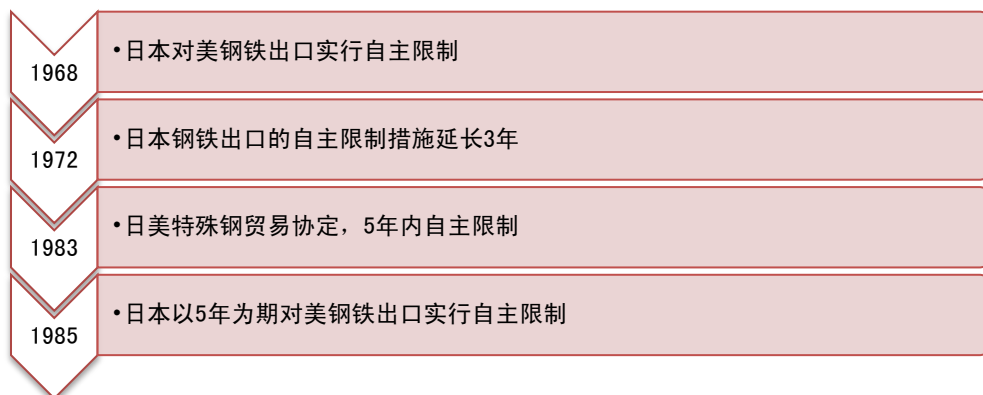 1968
•日本对美钢铁出口实行自主限制
1972
•日本钢铁出口的自主限制措施延长3年
1983
•日美特殊钢贸易协定，5年内自主限制
1985
•日本以5年为期对美钢铁出口实行自主限制